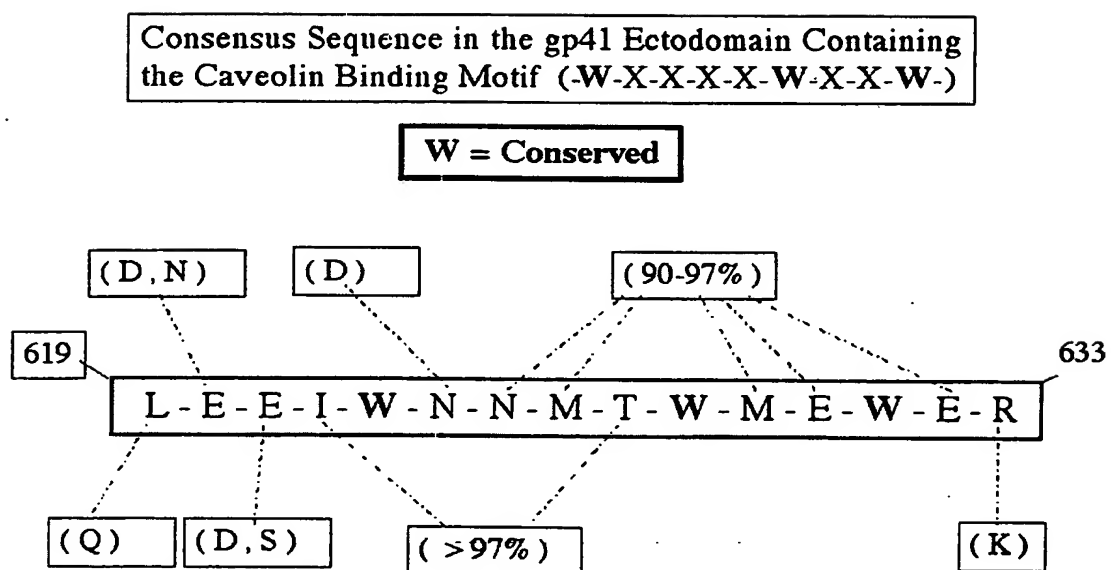 Consensus Sequence in the gp41 Ectodomain Containing
the Caveolin Binding Motif (-W-X-X-X-X-W-X-X-W-)
W = Conserved
(D,N)
(D)
(90-97%)
619
633
L-E-E-I-W-N-N-M-T-W-M-E-W-E-R
(Q)
(D,S)
(>97%)
(K)